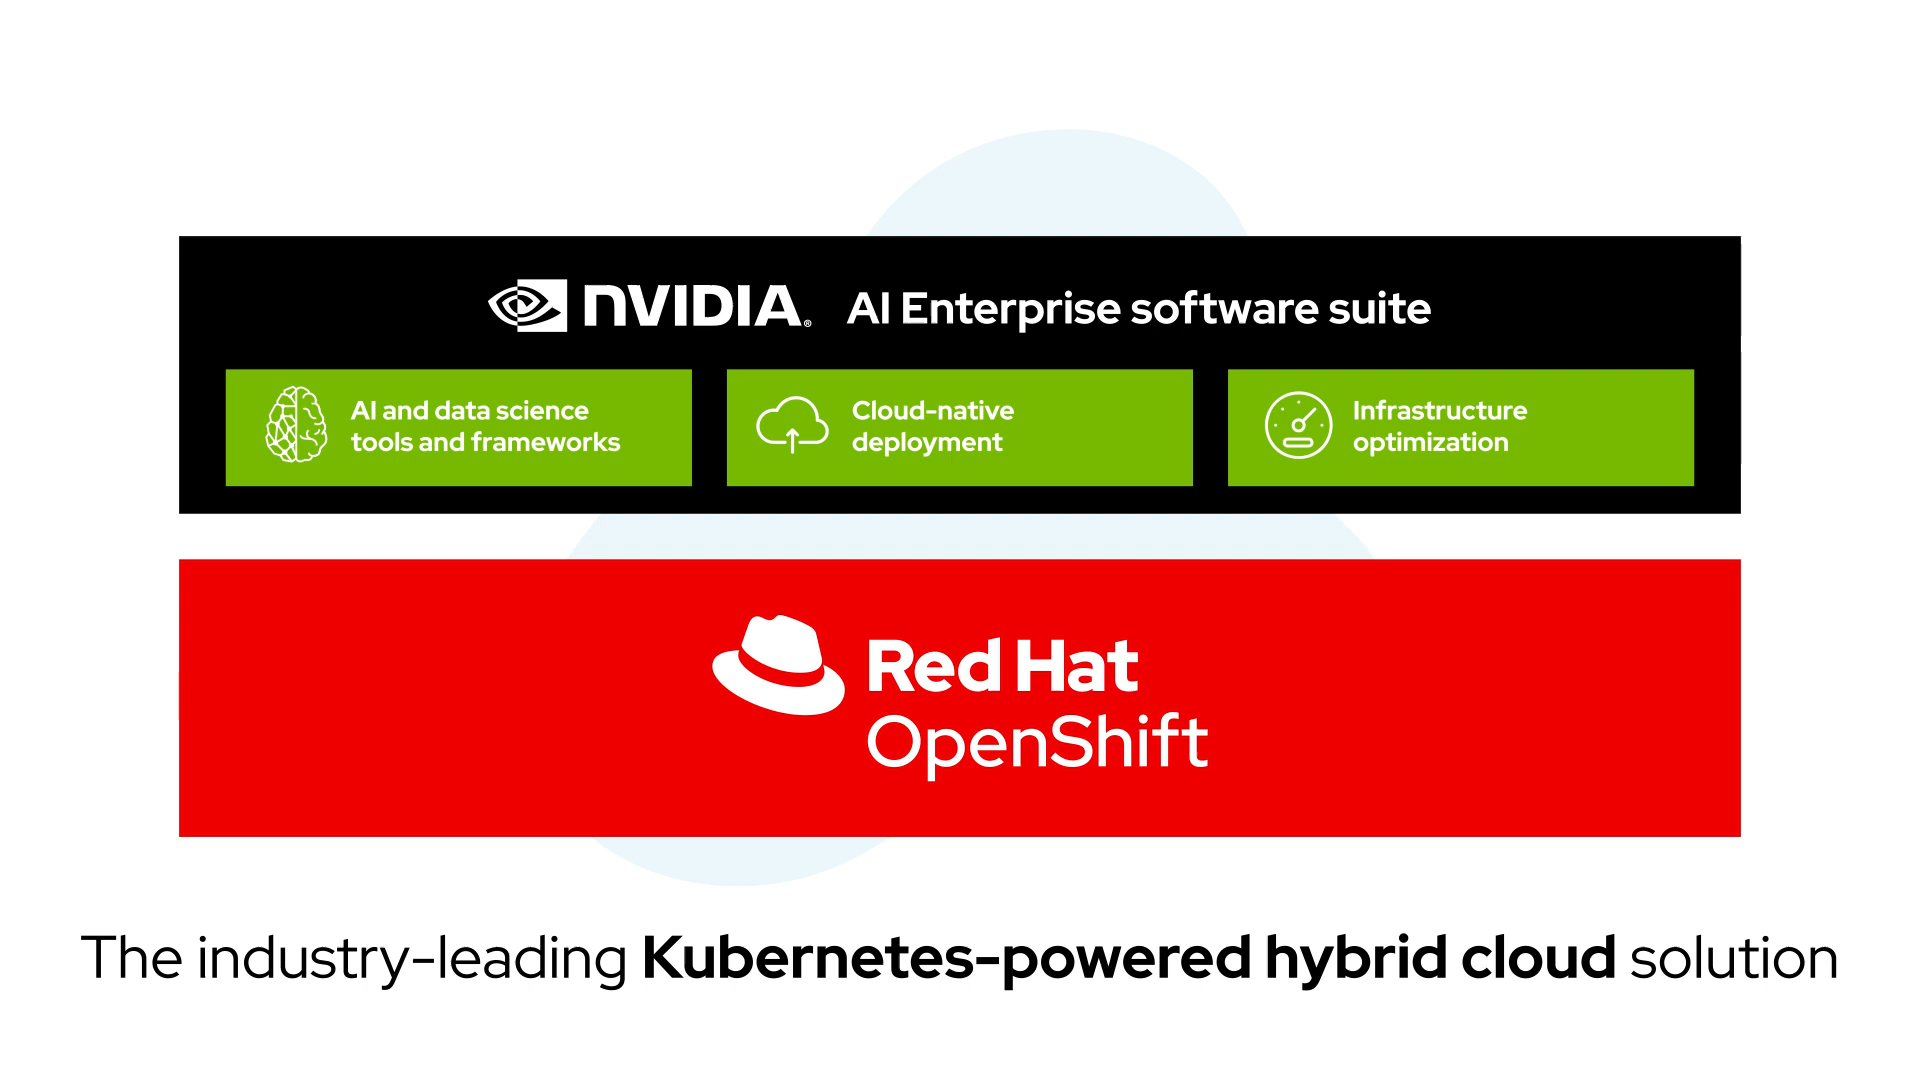 NVIDIA® AI Enterprise software suite
AI and data science
tools and frameworks
Cloud-native
deployment
Infrastructure
optimization
Red Hat
OpenShift
The industry-leading Kubernetes-powered hybrid cloud solution